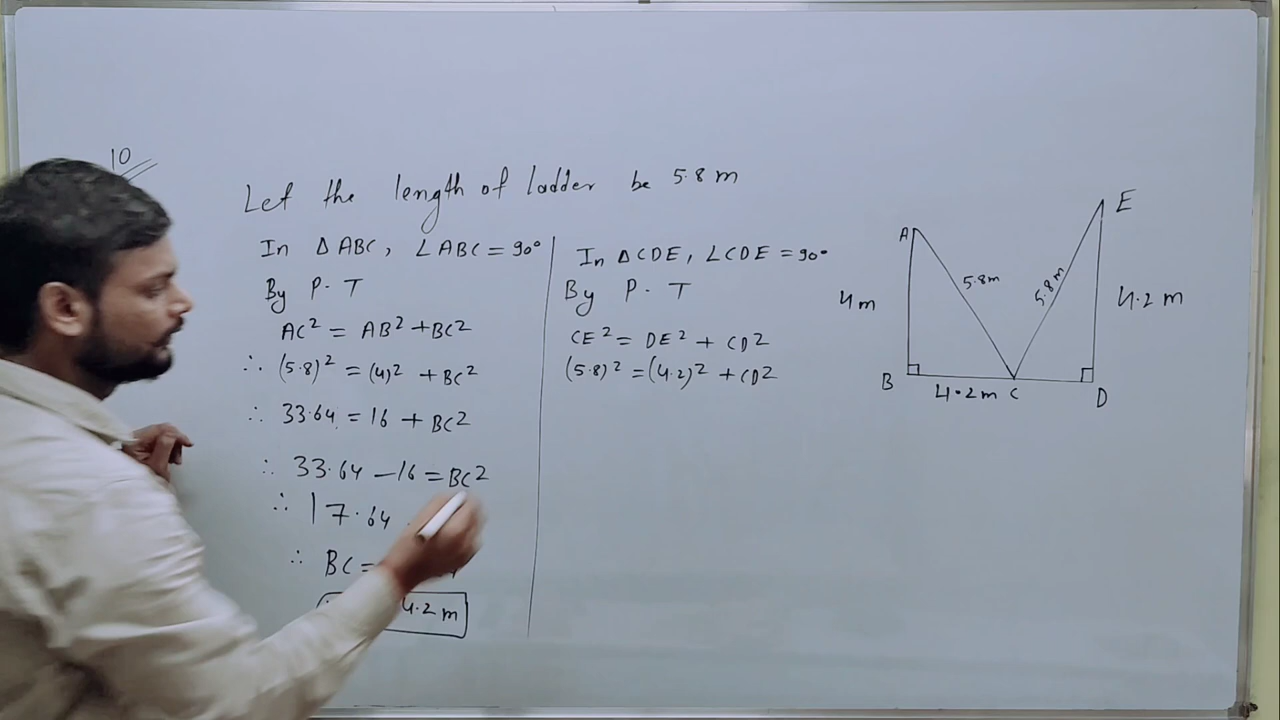 10
Let the length of ladder be 5.8 m
In △ABC, ∠ABC = 90°
By P. T
AC² = AB² + BC²
∴ (5.8)² = (4)² + BC²
∴ 33.64 = 16 + BC²
∴ 33.64 – 16 = BC²
∴ 17.64
∴ BC =
4.2 m
In △CDE, ∠CDE = 90°
By P. T
CE² = DE² + CD²
(5.8)² = (4.2)² + CD²
A
E
5.8m
5.8m
4m
4.2 m
B
4.2m
C
D